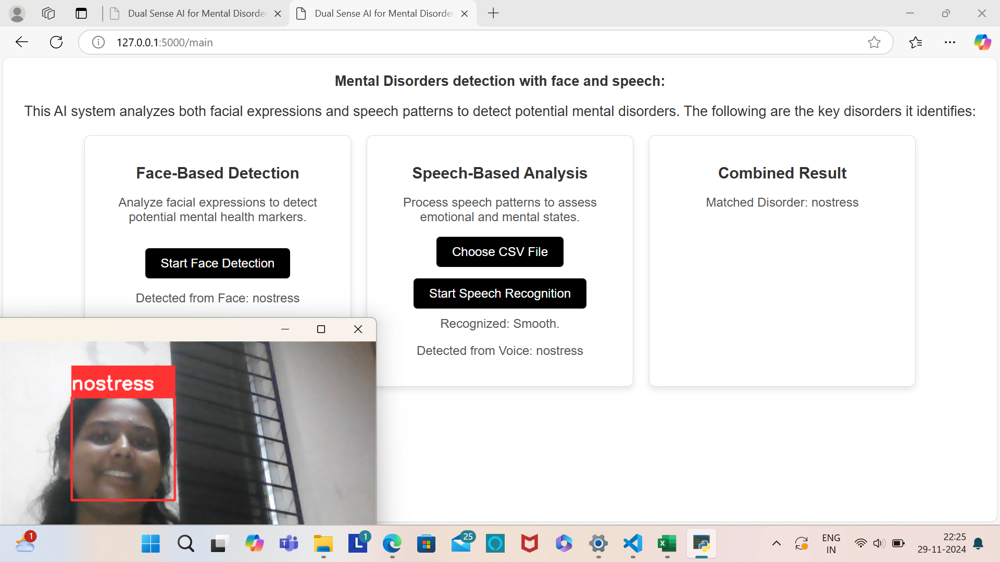 Dual Sense AI for Mental Disorde
Dual Sense AI for Mental Disorde
127.0.0.1:5000/main
Mental Disorders detection with face and speech:
This AI system analyzes both facial expressions and speech patterns to detect potential mental disorders. The following are the key disorders it identifies:
Face-Based Detection
Analyze facial expressions to detect
potential mental health markers.
Start Face Detection
Detected from Face: nostress
Speech-Based Analysis
Process speech patterns to assess
emotional and mental states.
Choose CSV File
Start Speech Recognition
Recognized: Smooth.
Detected from Voice: nostress
Combined Result
Matched Disorder: nostress
nostress
1
L
1
25
ENG
IN
22:25
29-11-2024